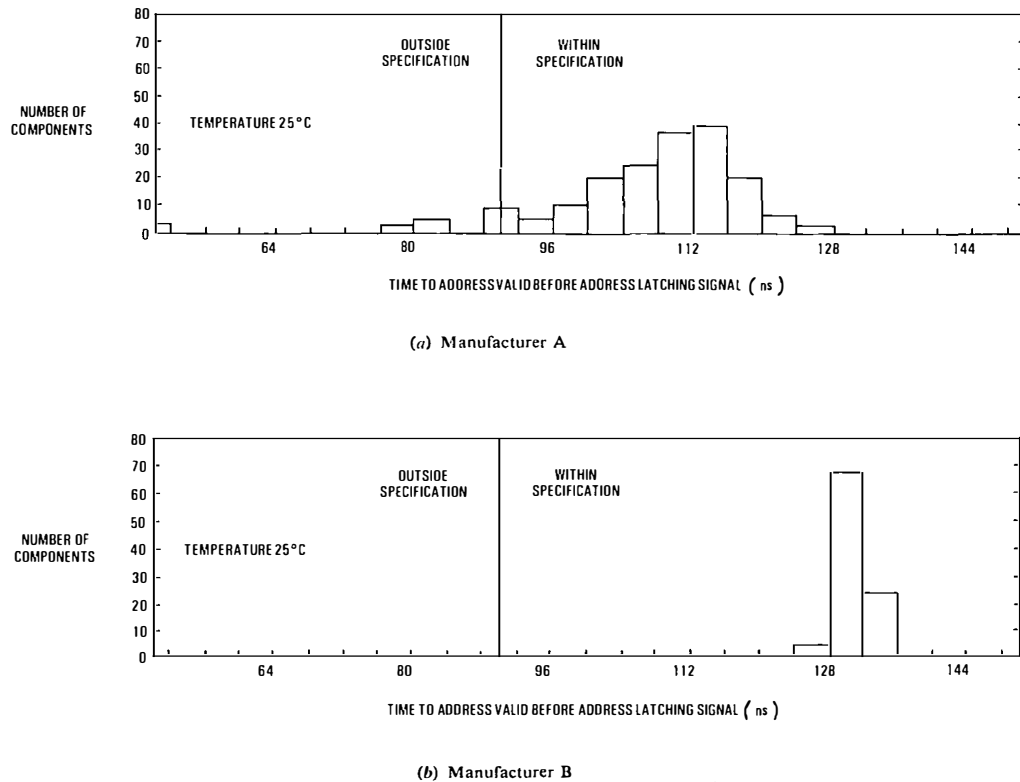 80
70
60
50
40
30
20
10
0
OUTSIDE
SPECIFICATION
WITHIN
SPECIFICATION
NUMBER OF
COMPONENTS
TEMPERATURE 25°C
64
80
96
112
128
144
TIME TO ADDRESS VALID BEFORE ADDRESS LATCHING SIGNAL (ns)
(a) Manufacturer A
80
70
60
50
40
30
20
10
0
OUTSIDE
SPECIFICATION
WITHIN
SPECIFICATION
NUMBER OF
COMPONENTS
TEMPERATURE 25°C
64
80
96
112
128
144
TIME TO ADDRESS VALID BEFORE ADDRESS LATCHING SIGNAL (ns)
(b) Manufacturer B